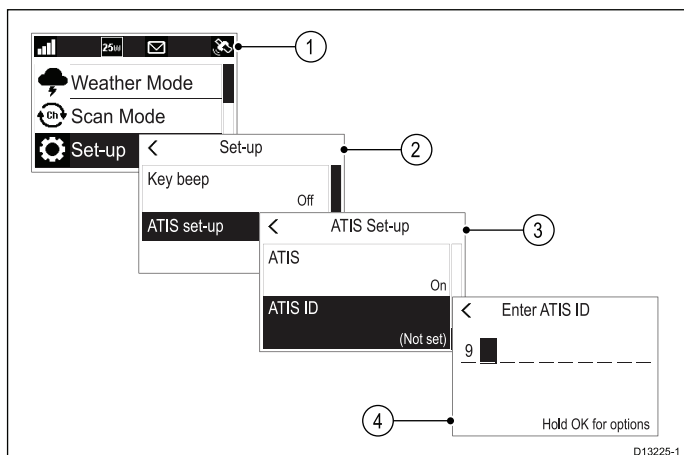 25W
1
Weather Mode
Ch
Scan Mode
Set-up
< Set-up
2
Key beep
Off
ATIS set-up
< ATIS Set-up
3
ATIS
On
ATIS ID
(Not set)
< Enter ATIS ID
9
4
Hold OK for options
D13225-1